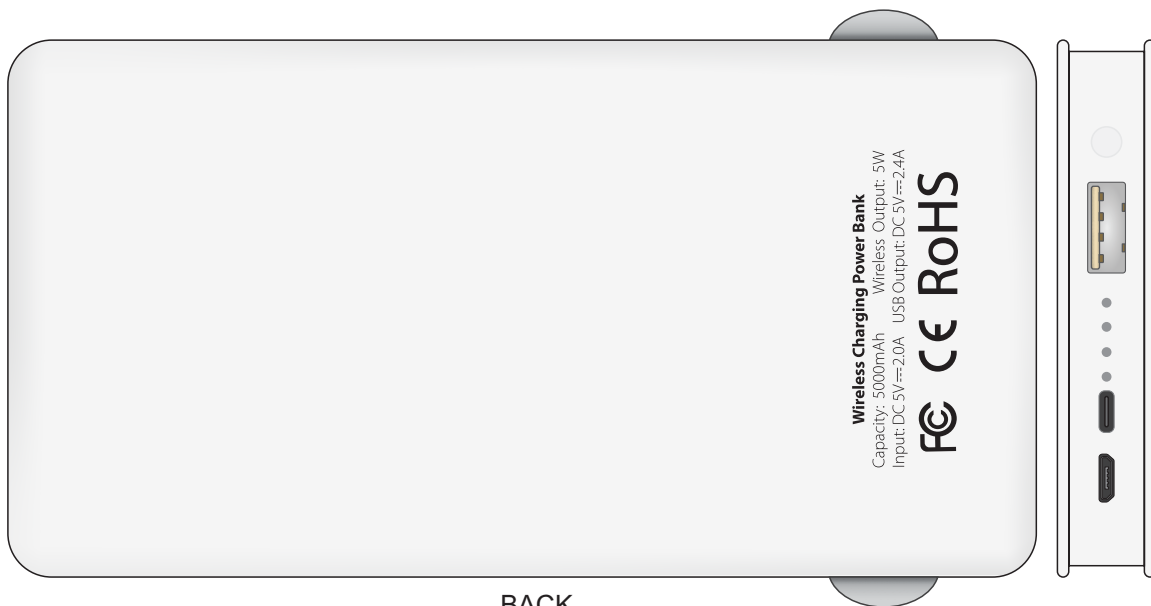 Wireless Charging Power Bank
Capacity: 5000mAh Wireless Output: 5W
Input: DC 5V⎓2.0A USB Output: DC 5V⎓2.4A
FC CE RoHS
BACK